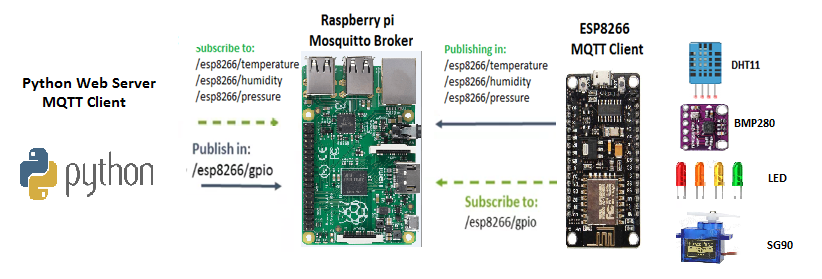 Python Web Server
MQTT Client
python
Subscribe to:
/esp8266/temperature
/esp8266/humidity
/esp8266/pressure
Publish in:
/esp8266/gpio
Raspberry pi
Mosquitto Broker
Publishing in:
/esp8266/temperature
/esp8266/humidity
/esp8266/pressure
Subscribe to:
/esp8266/gpio
ESP8266
MQTT Client
DHT11
BMP280
LED
SG90